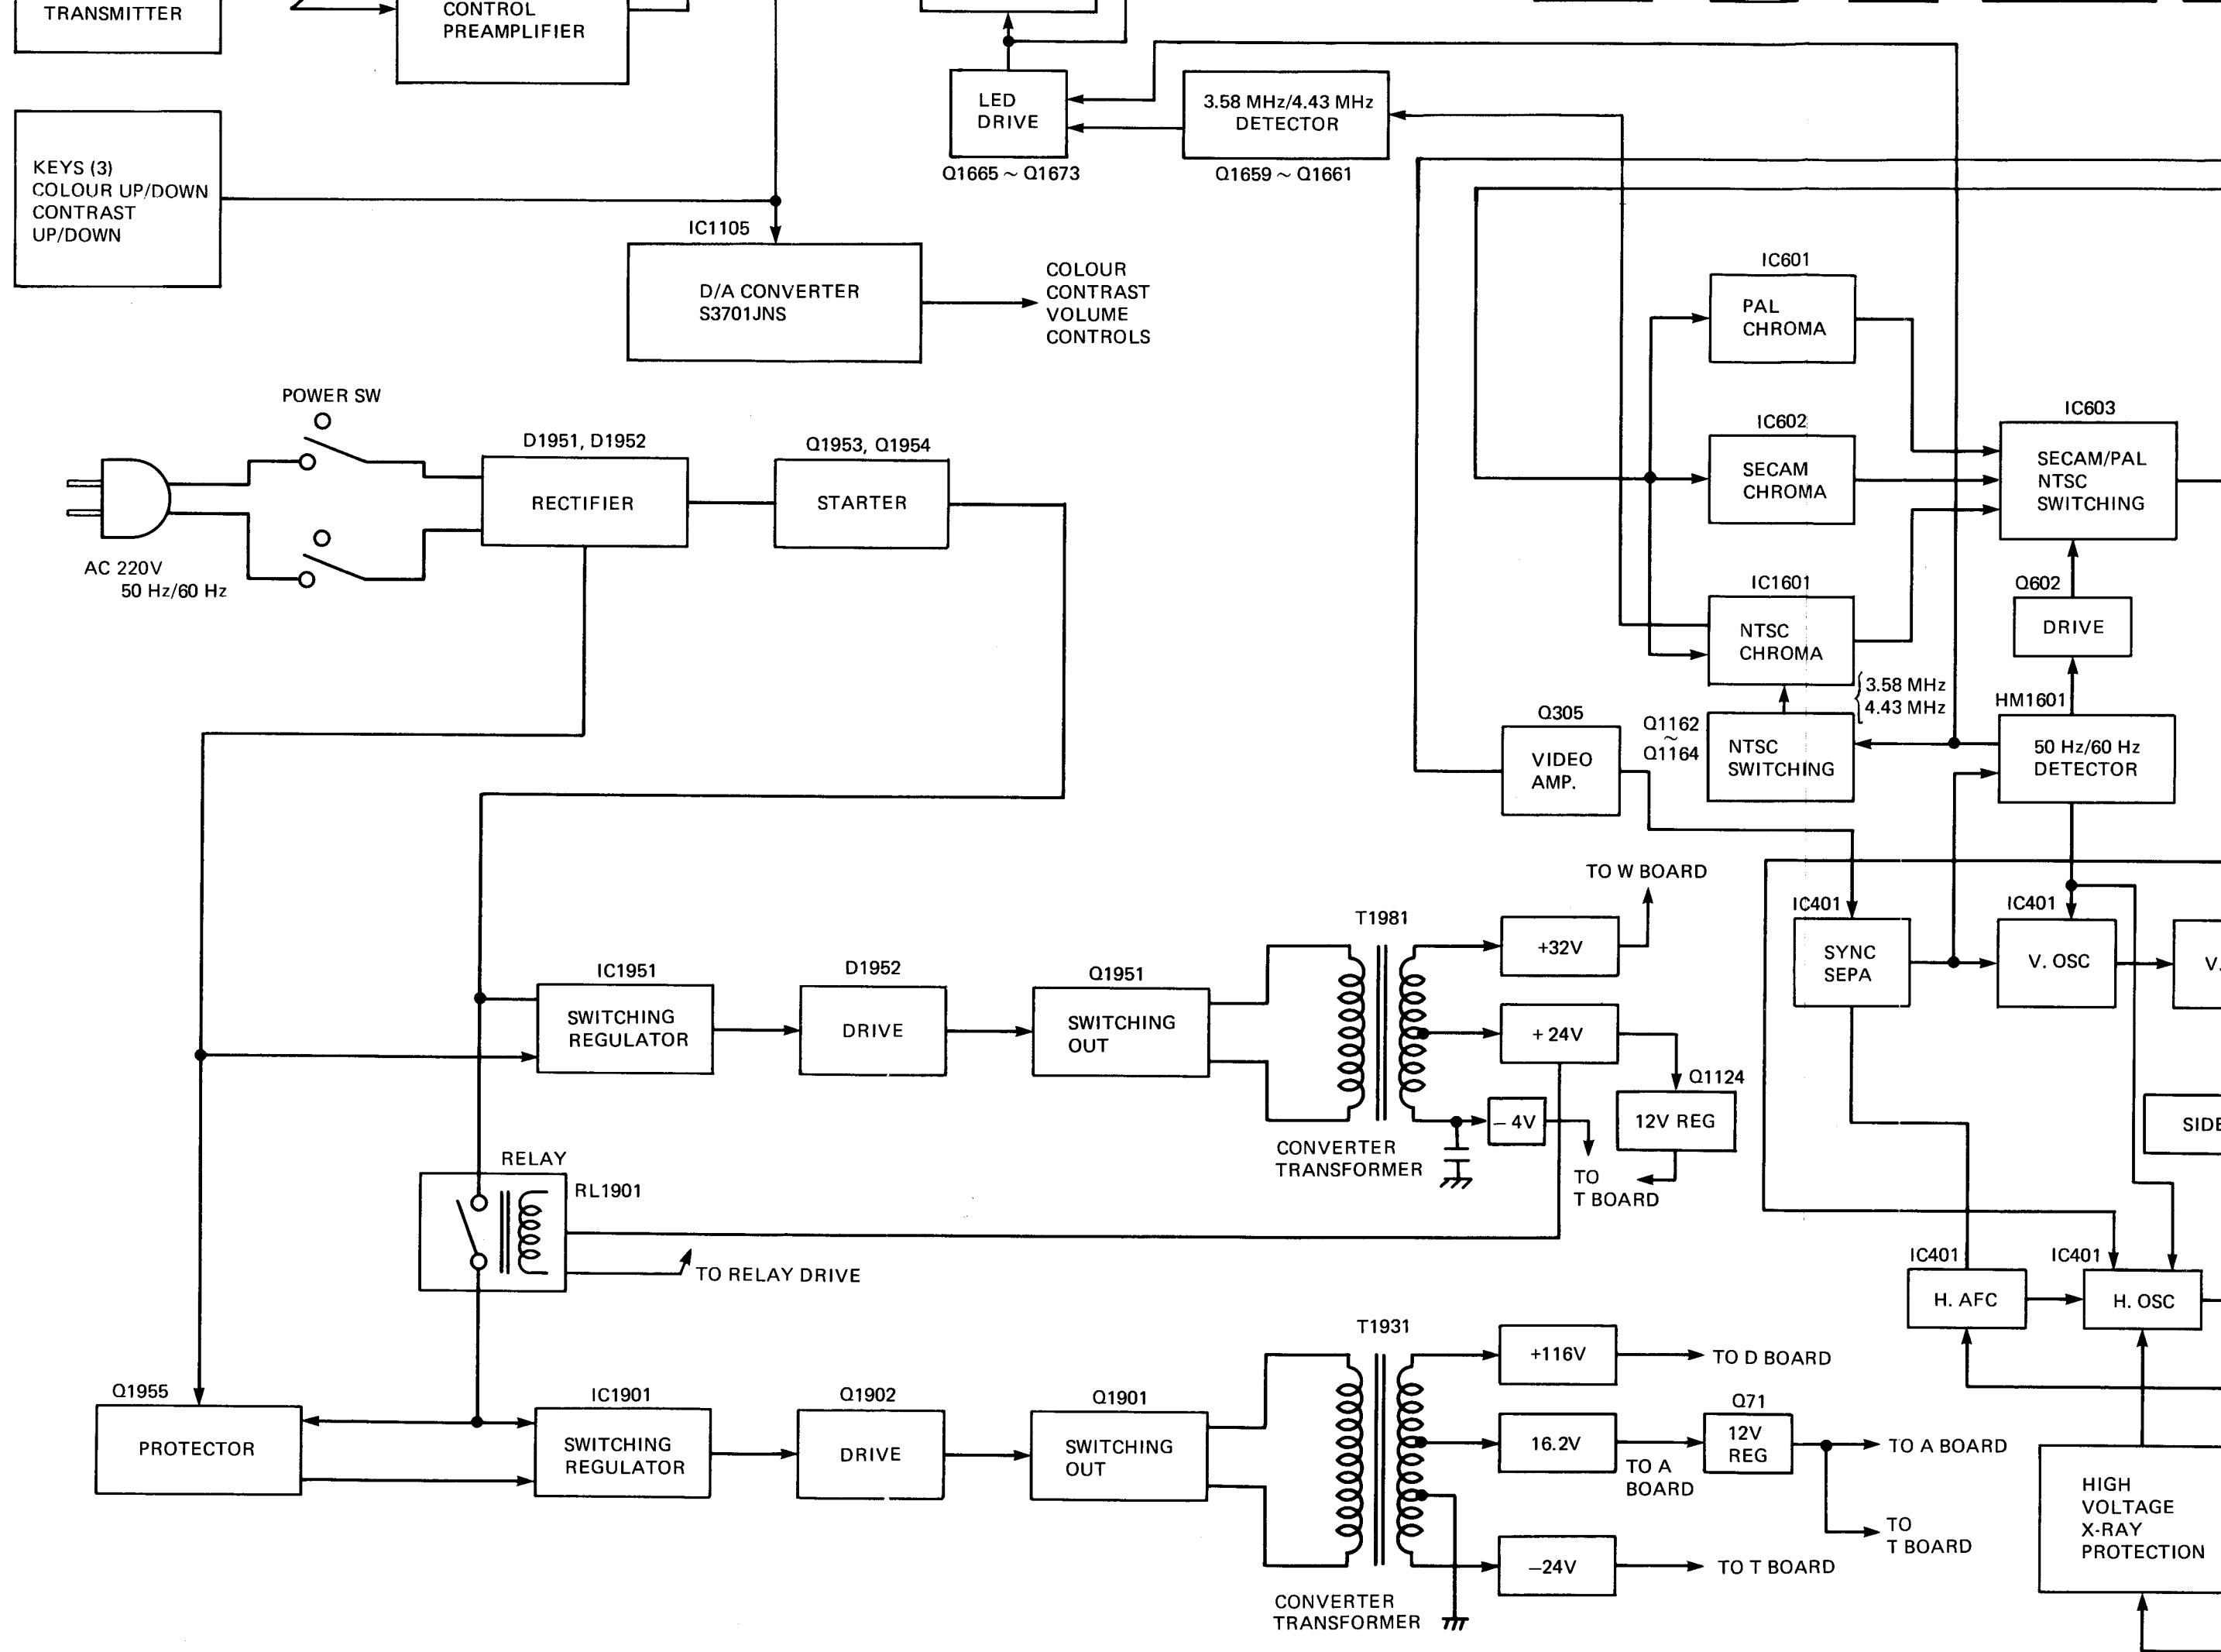 TRANSMITTER
CONTROL
PREAMPLIFIER
LED
DRIVE
Q1665 ~ Q1673
3.58 MHz/4.43 MHz
DETECTOR
Q1659 ~ Q1661
KEYS (3)
COLOUR UP/DOWN
CONTRAST
UP/DOWN
IC1105
D/A CONVERTER
S3701JNS
COLOUR
CONTRAST
VOLUME
CONTROLS
IC601
PAL
CHROMA
IC602
SECAM
CHROMA
IC603
SECAM/PAL
NTSC
SWITCHING
IC1601
NTSC
CHROMA
3.58 MHz
4.43 MHz
Q602
DRIVE
HM1601
50 Hz/60 Hz
DETECTOR
Q1162
~
Q1164
NTSC
SWITCHING
Q305
VIDEO
AMP.
POWER SW
AC 220V
50 Hz/60 Hz
D1951, D1952
RECTIFIER
Q1953, Q1954
STARTER
TO W BOARD
IC401
SYNC
SEPA
IC401
V. OSC
V.
T1981
+32V
+ 24V
– 4V
Q1124
12V REG
TO
T BOARD
CONVERTER
TRANSFORMER
IC1951
SWITCHING
REGULATOR
D1952
DRIVE
Q1951
SWITCHING
OUT
RELAY
RL1901
TO RELAY DRIVE
SIDE
IC401
H. AFC
IC401
H. OSC
Q1955
PROTECTOR
IC1901
SWITCHING
REGULATOR
Q1902
DRIVE
Q1901
SWITCHING
OUT
T1931
+116V
TO D BOARD
16.2V
TO A
BOARD
Q71
12V
REG
TO A BOARD
TO
T BOARD
–24V
TO T BOARD
CONVERTER
TRANSFORMER
HIGH
VOLTAGE
X-RAY
PROTECTION